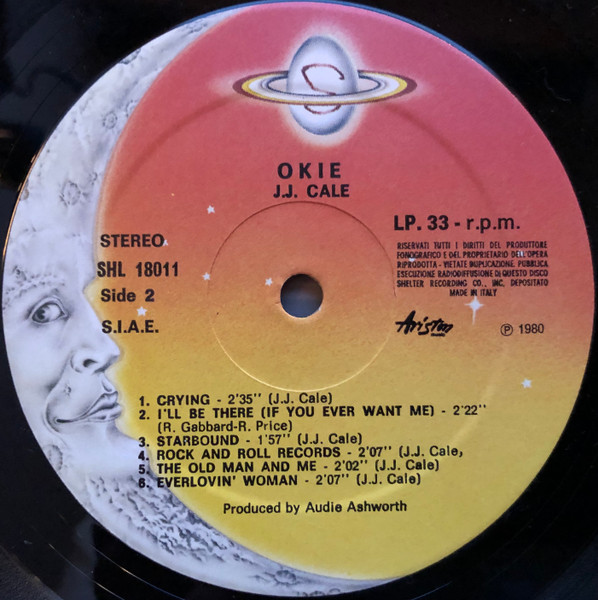 S
OKIE
J.J. CALE
STEREO
SHL 18011
Side 2
S.I.A.E.
LP. 33 - r.p.m.
RISERVATI TUTTI I DIRITTI DEL PRODUTTORE
FONOGRAFICO E DEL PROPRIETARIO DELL'OPERA
RIPRODOTTA - VIETATE DUPLICAZIONE, PUBBLICA
ESECUZIONE RADIODIFFUSIONE DI QUESTO DISCO
SHELTER RECORDING CO., INC. DEPOSITATO
MADE IN ITALY
Ariston
℗ 1980
1. CRYING - 2'35'' (J.J. Cale)
2. I'LL BE THERE (IF YOU EVER WANT ME) - 2'22''
(R. Gabbard-R. Price)
3. STARBOUND - 1'57'' (J.J. Cale)
4. ROCK AND ROLL RECORDS - 2'07'' (J.J. Cale,
5. THE OLD MAN AND ME - 2'02'' (J.J. Cale)
6. EVERLOVIN' WOMAN - 2'07'' (J.J. Cale)
Produced by Audie Ashworth